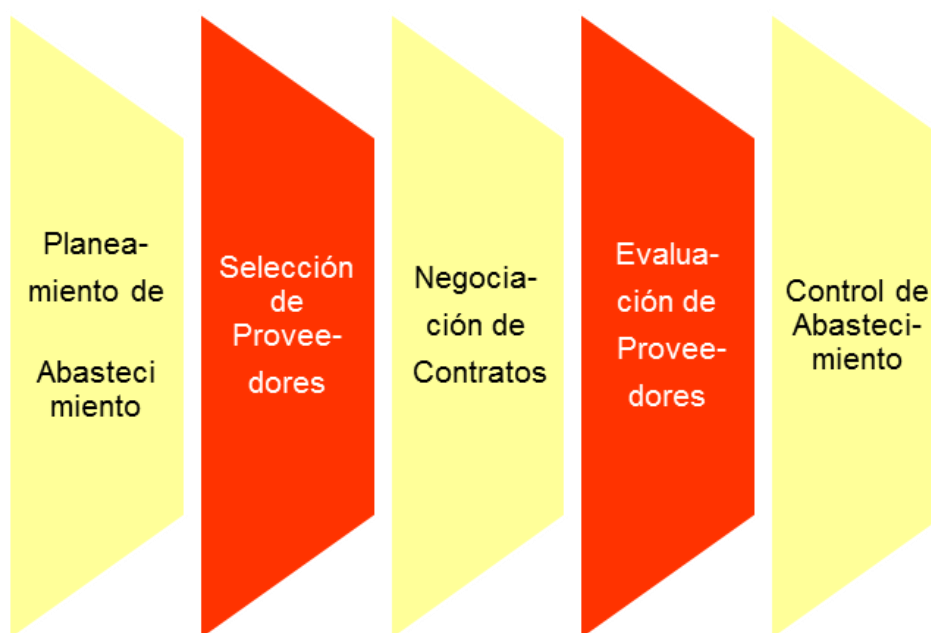 Planea-
miento de
Abasteci
miento
Selección
de
Provee-
dores
Negocia-
ción de
Contratos
Evalua-
ción de
Provee-
dores
Control de
Abasteci-
miento